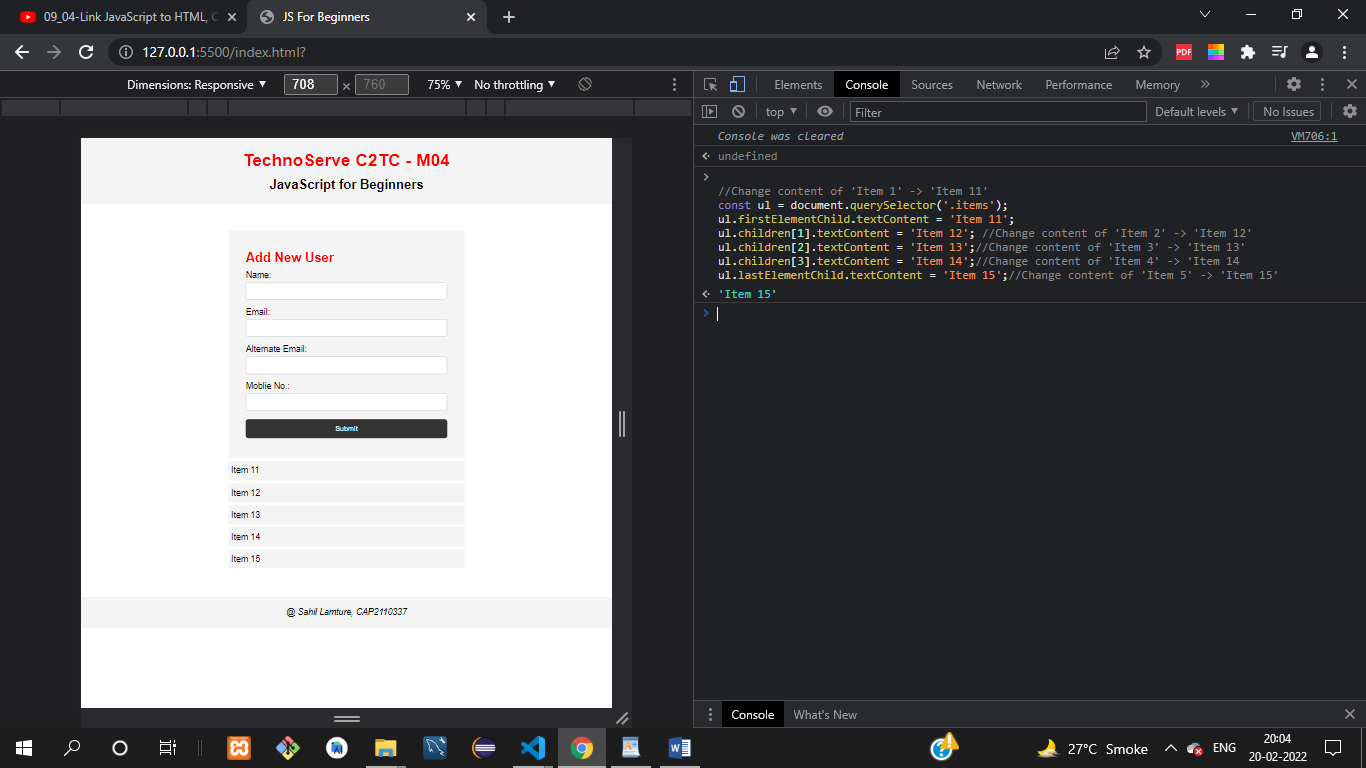 09_04-Link JavaScript to HTML, C
JS For Beginners
127.0.0.1:5500/index.html?
PDF
Dimensions: Responsive ▼ 708 × 760 75% ▼ No throttling ▼
Elements Console Sources Network Performance Memory »
top ▼ Filter Default levels ▼ No Issues
Console was cleared VM706:1
undefined
//Change content of 'Item 1' -> 'Item 11'
const ul = document.querySelector('.items');
ul.firstElementChild.textContent = 'Item 11';
ul.children[1].textContent = 'Item 12'; //Change content of 'Item 2' -> 'Item 12'
ul.children[2].textContent = 'Item 13';//Change content of 'Item 3' -> 'Item 13'
ul.children[3].textContent = 'Item 14';//Change content of 'Item 4' -> 'Item 14
ul.lastElementChild.textContent = 'Item 15';//Change content of 'Item 5' -> 'Item 15'
'Item 15'
TechnoServe C2TC - M04
JavaScript for Beginners
Add New User
Name:
Email:
Alternate Email:
Moblie No.:
Submit
Item 11
Item 12
Item 13
Item 14
Item 15
@ Sahil Lamture, CAP2110337
Console What's New
27°C Smoke ENG 20:04
20-02-2022